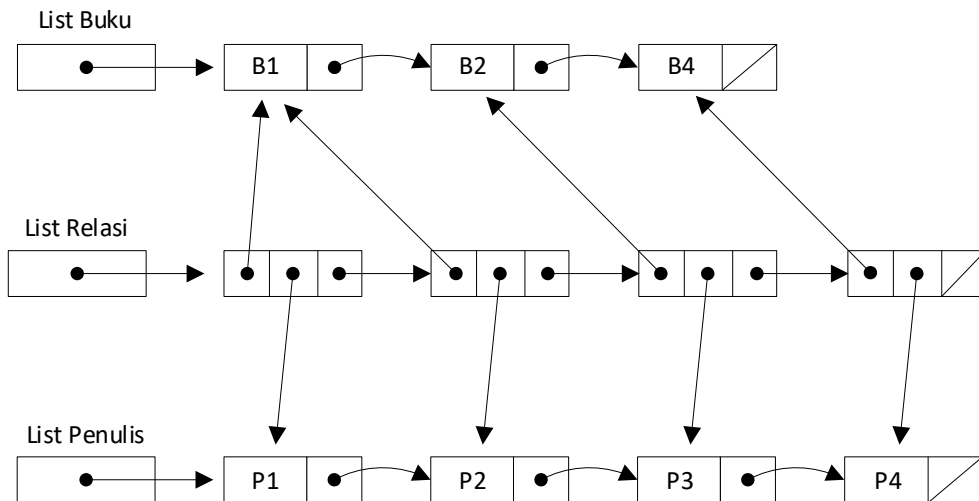 List Buku
B1 B2 B4
List Relasi
List Penulis
P1 P2 P3 P4